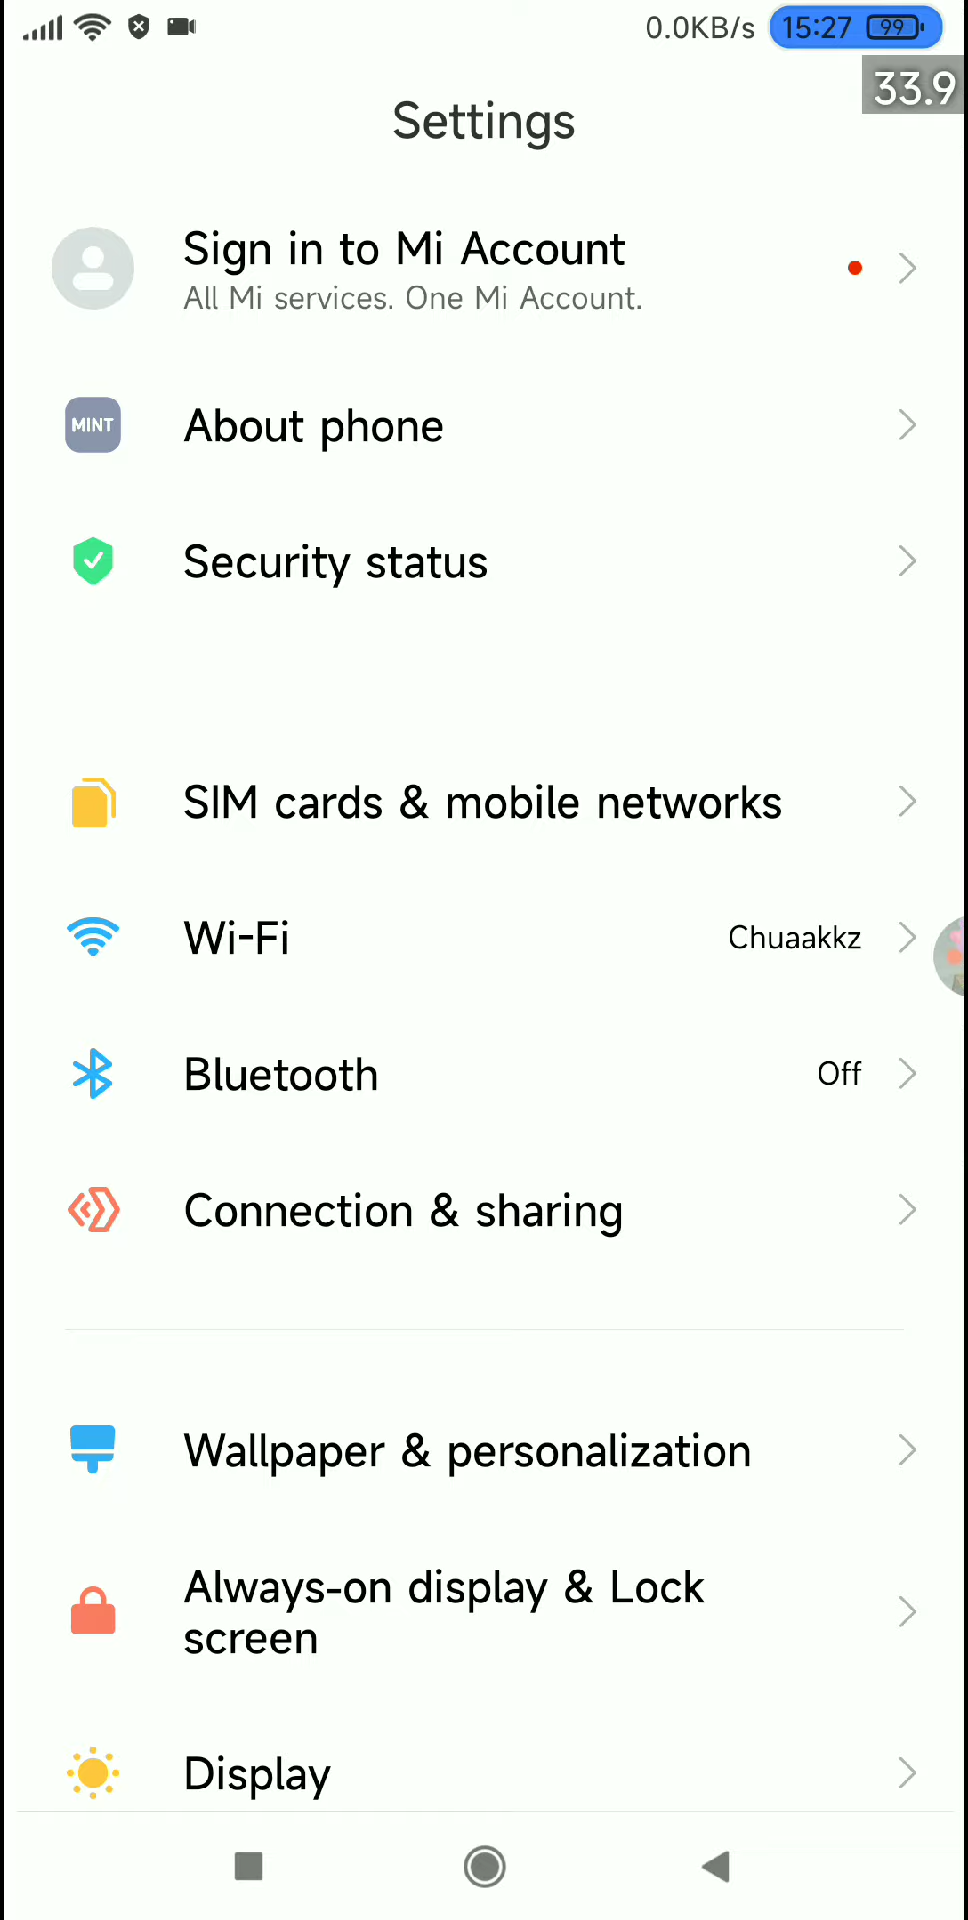 0.0KB/s 15:27 99
33.9
Settings
Sign in to Mi Account
All Mi services. One Mi Account.
MINT About phone
Security status
SIM cards & mobile networks
Wi-Fi Chuaakkz
Bluetooth Off
Connection & sharing
Wallpaper & personalization
Always-on display & Lock
screen
Display